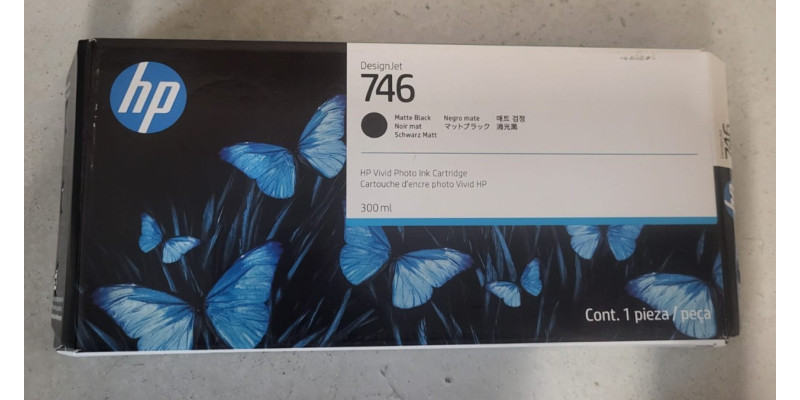 hp
DesignJet
746
Matte Black Negro mate 매트 검정
Noir mat マットブラック 消光黑
Schwarz Matt
HP Vivid Photo Ink Cartridge
Cartouche d'encre photo Vivid HP
300 ml
Cont. 1 pieza / peça
746